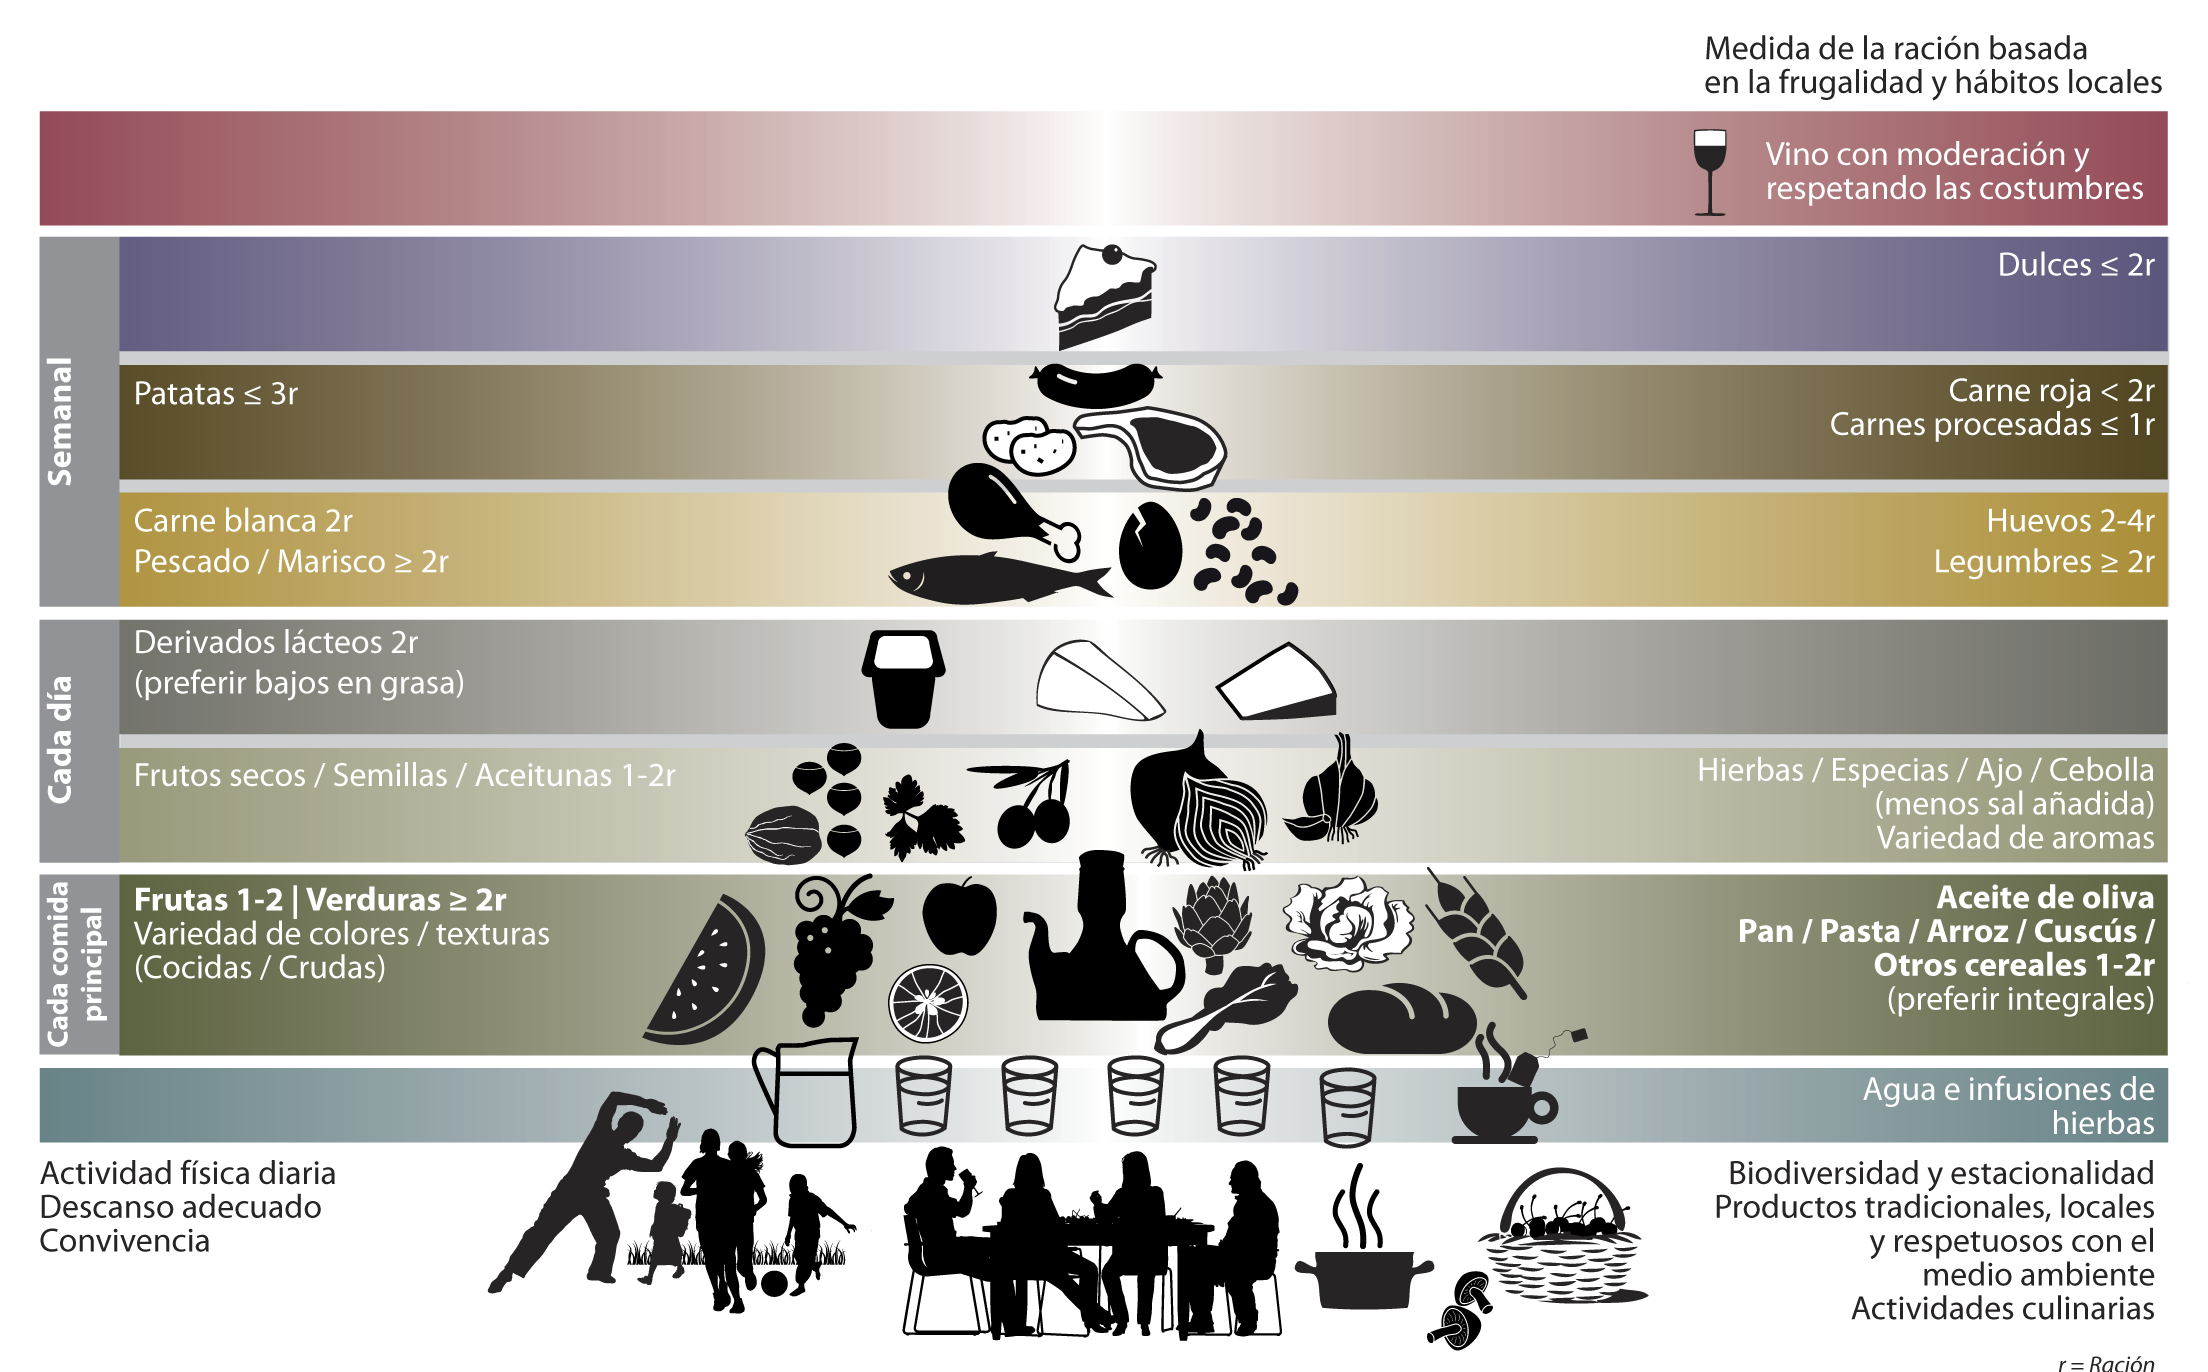 Medida de la ración basada
en la frugalidad y hábitos locales
Vino con moderación y
respetando las costumbres
Semanal
Dulces ≤ 2r
Patatas ≤ 3r
Carne roja < 2r
Carnes procesadas ≤ 1r
Carne blanca 2r
Pescado / Marisco ≥ 2r
Huevos 2-4r
Legumbres ≥ 2r
Cada día
Derivados lácteos 2r
(preferir bajos en grasa)
Frutos secos / Semillas / Aceitunas 1-2r
Hierbas / Especias / Ajo / Cebolla
(menos sal añadida)
Variedad de aromas
Cada comida
principal
Frutas 1-2 | Verduras ≥ 2r
Variedad de colores / texturas
(Cocidas / Crudas)
Aceite de oliva
Pan / Pasta / Arroz / Cuscús /
Otros cereales 1-2r
(preferir integrales)
Agua e infusiones de
hierbas
Actividad física diaria
Descanso adecuado
Convivencia
Biodiversidad y estacionalidad
Productos tradicionales, locales
y respetuosos con el
medio ambiente
Actividades culinarias
r = Ración